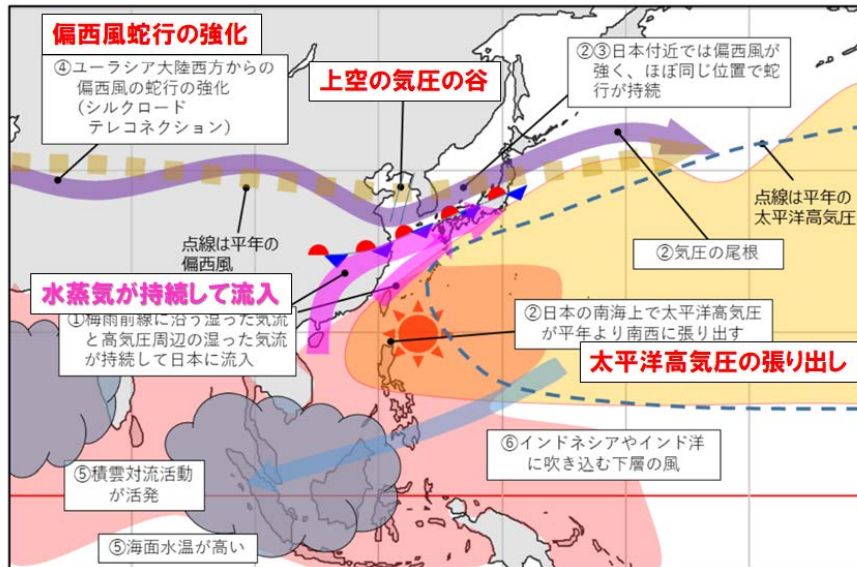 偏西風蛇行の強化
④ユーラシア大陸西方からの
偏西風の蛇行の強化
（シルクロード
テレコネクション）
上空の気圧の谷
②③日本付近では偏西風が
強く、ほぼ同じ位置で蛇
行が持続
点線は平年の
偏西風
点線は平年の
太平洋高気圧
②気圧の尾根
水蒸気が持続して流入
①梅雨前線に沿う湿った気流
と高気圧周辺の湿った気流
が持続して日本に流入
②日本の南海上で太平洋高気圧
が平年より南西に張り出す
太平洋高気圧の張り出し
⑥インドネシアやインド洋
に吹き込む下層の風
⑤積雲対流活動
が活発
⑤海面水温が高い